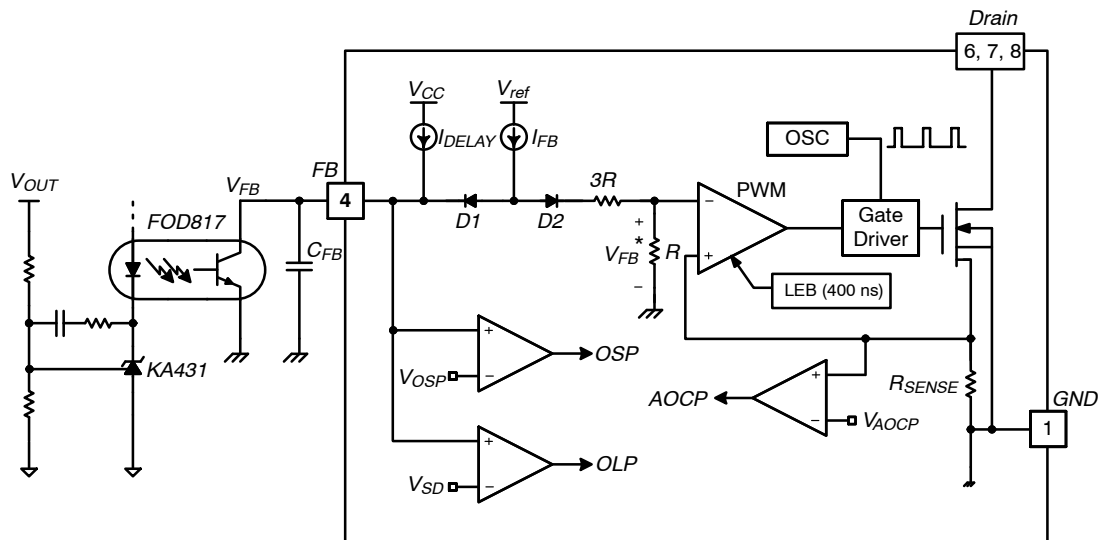 Drain
6, 7, 8
VCC
Vref
IDELAY
IFB
OSC
FB
VOUT
VFB
4
3R
PWM
FOD817
D1
D2
−
Gate
Driver
+
CFB
VFB
*
R
−
+
LEB (400 ns)
KA431
+
OSP
VOSP
−
AOCP
+
−
VAOCP
RSENSE
GND
1
+
OLP
VSD
−